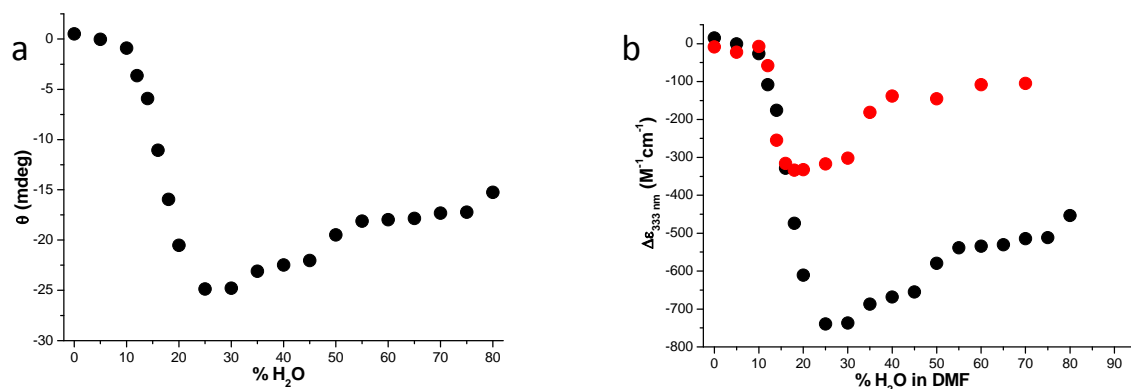 a
0
-5
-10
-15
-20
-25
-30
θ (mdeg)
0 10 20 30 40 50 60 70 80
% H₂O
b
0
-100
-200
-300
-400
-500
-600
-700
-800
Δε₃₃₃ ₙₘ (M⁻¹cm⁻¹)
0 10 20 30 40 50 60 70 80 90 100
% H₂O in DMF